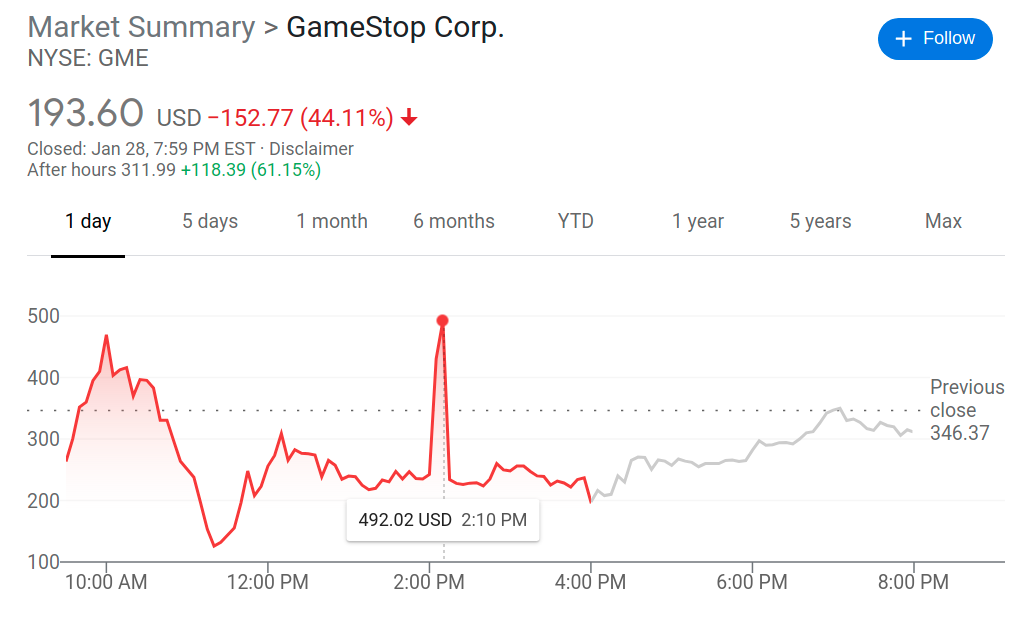 Market Summary > GameStop Corp.
NYSE: GME
+ Follow
193.60 USD −152.77 (44.11%)
Closed: Jan 28, 7:59 PM EST · Disclaimer
After hours 311.99 +118.39 (61.15%)
1 day 5 days 1 month 6 months YTD 1 year 5 years Max
500
400
300
200
100
Previous
close
346.37
492.02 USD 2:10 PM
10:00 AM 12:00 PM 2:00 PM 4:00 PM 6:00 PM 8:00 PM